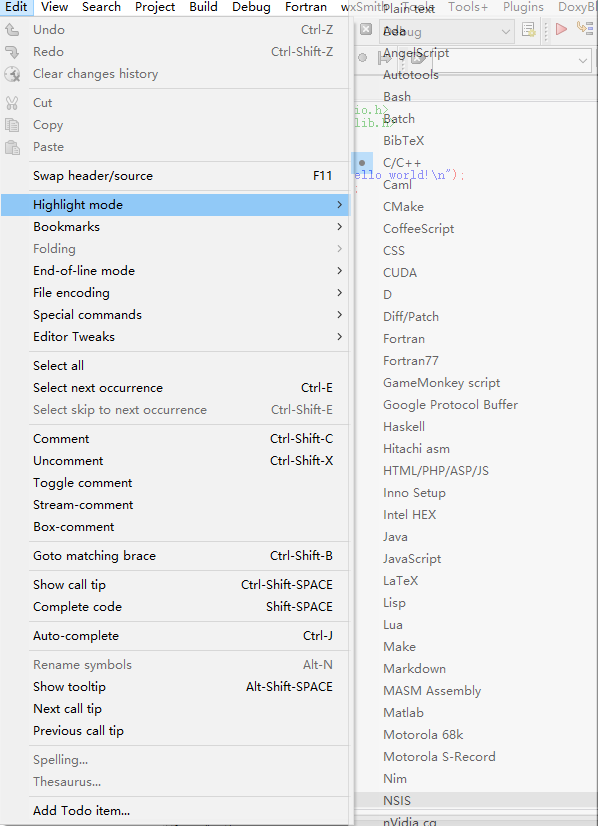 Edit View Search Project Build Debug Fortran wxSmith Tools Tools+ Plugins DoxyBl
Undo Ctrl-Z
Redo Ctrl-Shift-Z
Clear changes history
Cut
Copy
Paste
Swap header/source F11
Highlight mode
Bookmarks
Folding
End-of-line mode
File encoding
Special commands
Editor Tweaks
Select all
Select next occurrence Ctrl-E
Select skip to next occurrence Ctrl-Shift-E
Comment Ctrl-Shift-C
Uncomment Ctrl-Shift-X
Toggle comment
Stream-comment
Box-comment
Goto matching brace Ctrl-Shift-B
Show call tip Ctrl-Shift-SPACE
Complete code Shift-SPACE
Auto-complete Ctrl-J
Rename symbols Alt-N
Show tooltip Alt-Shift-SPACE
Next call tip
Previous call tip
Spelling...
Thesaurus...
Add Todo item...
Debug
io.h>
lib.h>
ello world!\n");
;
Plain text
Ada
AngelScript
Autotools
Bash
Batch
BibTeX
C/C++
Caml
CMake
CoffeeScript
CSS
CUDA
D
Diff/Patch
Fortran
Fortran77
GameMonkey script
Google Protocol Buffer
Haskell
Hitachi asm
HTML/PHP/ASP/JS
Inno Setup
Intel HEX
Java
JavaScript
LaTeX
Lisp
Lua
Make
Markdown
MASM Assembly
Matlab
Motorola 68k
Motorola S-Record
Nim
NSIS
nVidia cg